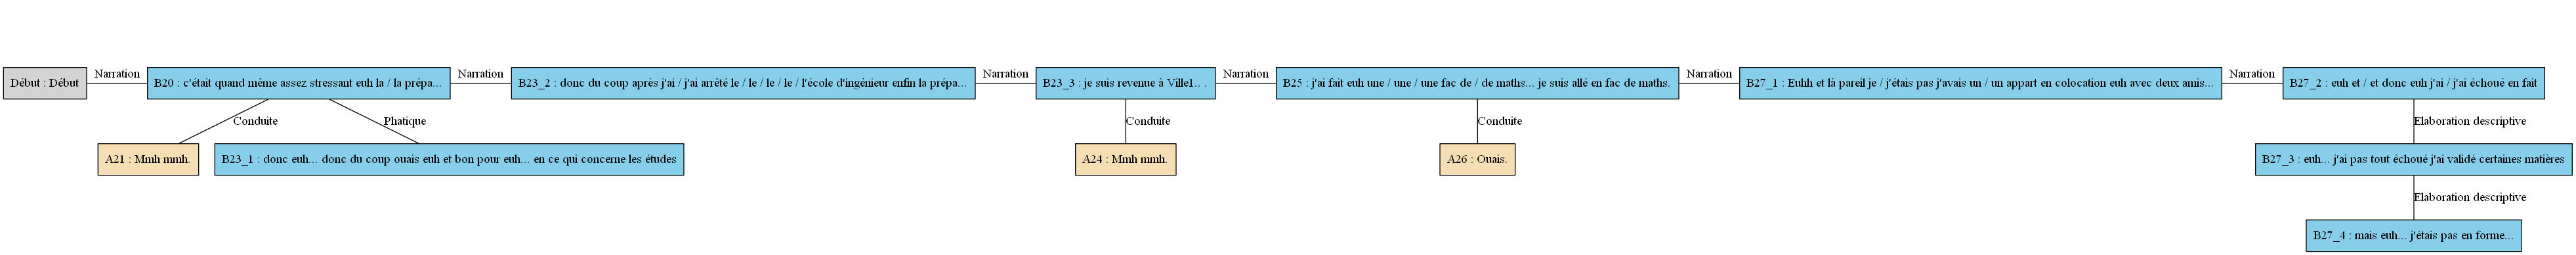 Narration Narration Narration Narration Narration Narration
Début : Début
B20 : c'était quand même assez stressant euh la / la prépa...
B23_2 : donc du coup après j'ai / j'ai arrêté le / le / le / le / l'école d'ingénieur enfin la prépa...
B23_3 : je suis revenue à Ville1.. .
B25 : j'ai fait euh une / une / une fac de / de maths... je suis allé en fac de maths.
B27_1 : Euhh et là pareil je / j'étais pas j'avais un / un appart en colocation euh avec deux amis...
B27_2 : euh et / et donc euh j'ai / j'ai échoué en fait
Conduite Phatique Conduite Conduite Elaboration descriptive
A21 : Mmh mmh.
B23_1 : donc euh... donc du coup ouais euh et bon pour euh... en ce qui concerne les études
A24 : Mmh mmh.
A26 : Ouais.
B27_3 : euh... j'ai pas tout échoué j'ai validé certaines matières
Elaboration descriptive
B27_4 : mais euh... j'étais pas en forme...